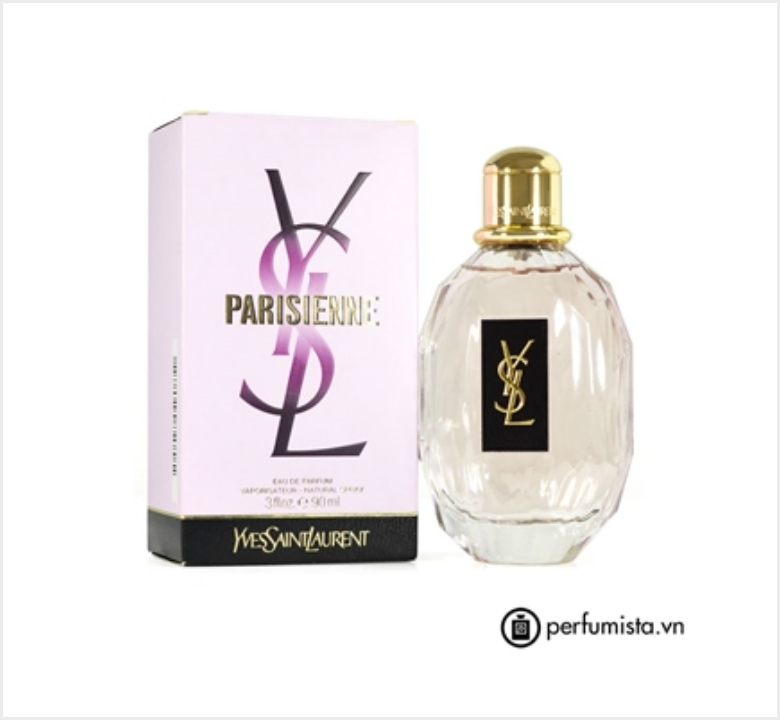 YSL
PARISIENNE
EAU DE PARFUM
VAPORISATEUR - NATURAL SPRAY
3 fl oz. ℮ 90 ml
YVESSAINTLAURENT
YSL
perfumista.vn